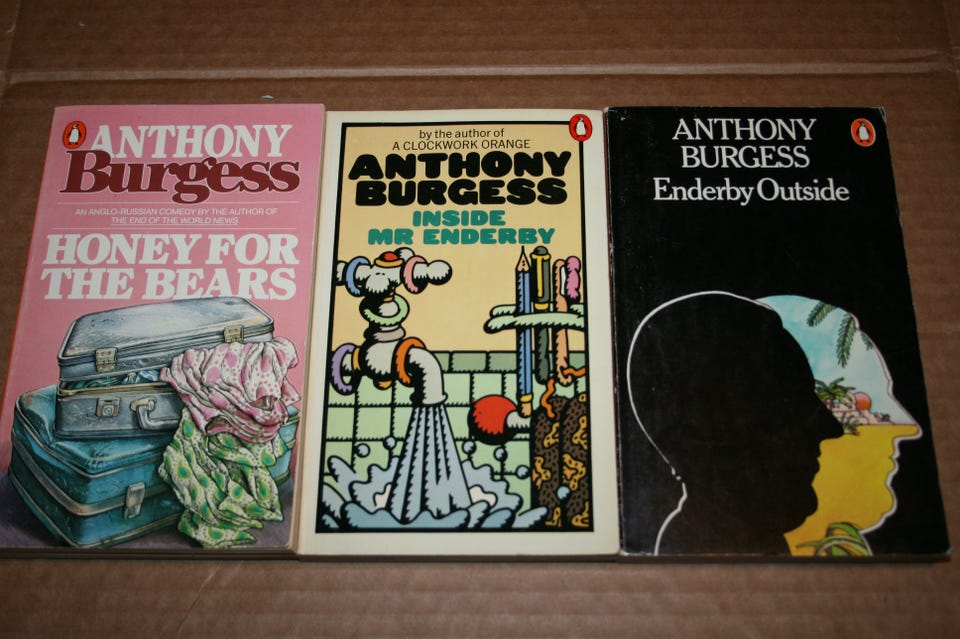 ANTHONY
Burgess
AN ANGLO-RUSSIAN COMEDY BY THE AUTHOR OF
THE END OF THE WORLD NEWS
HONEY FOR
THE BEARS
by the author of
A CLOCKWORK ORANGE
ANTHONY
BURGESS
INSIDE
MR ENDERBY
ANTHONY
BURGESS
Enderby Outside